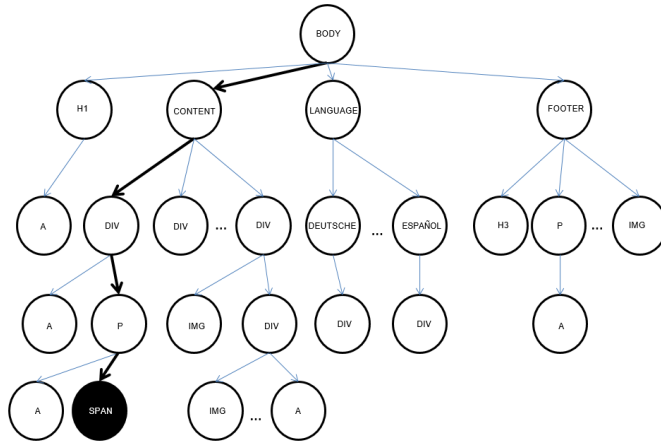 BODY
H1 CONTENT LANGUAGE FOOTER
A DIV DIV ... DIV DEUTSCHE ... ESPAÑOL H3 P ... IMG
A P IMG DIV DIV DIV A
A SPAN IMG ... A